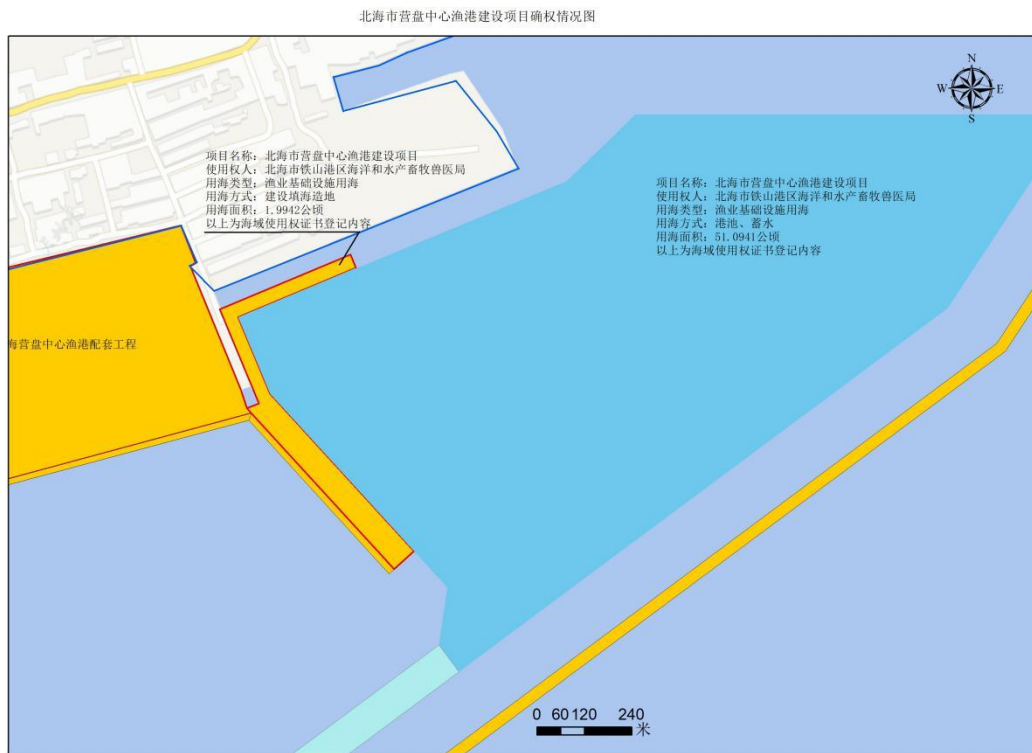 北海市营盘中心渔港建设项目确权情况图
N
W
E
S
项目名称：北海市营盘中心渔港建设项目
使用权人：北海市铁山港区海洋和水产畜牧兽医局
用海类型：渔业基础设施用海
用海方式：建设填海造地
用海面积：1.9942公顷
以上为海域使用权证书登记内容
项目名称：北海市营盘中心渔港建设项目
使用权人：北海市铁山港区海洋和水产畜牧兽医局
用海类型：渔业基础设施用海
用海方式：港池、蓄水
用海面积：51.0941公顷
以上为海域使用权证书登记内容
海营盘中心渔港配套工程
0 60 120 240
米